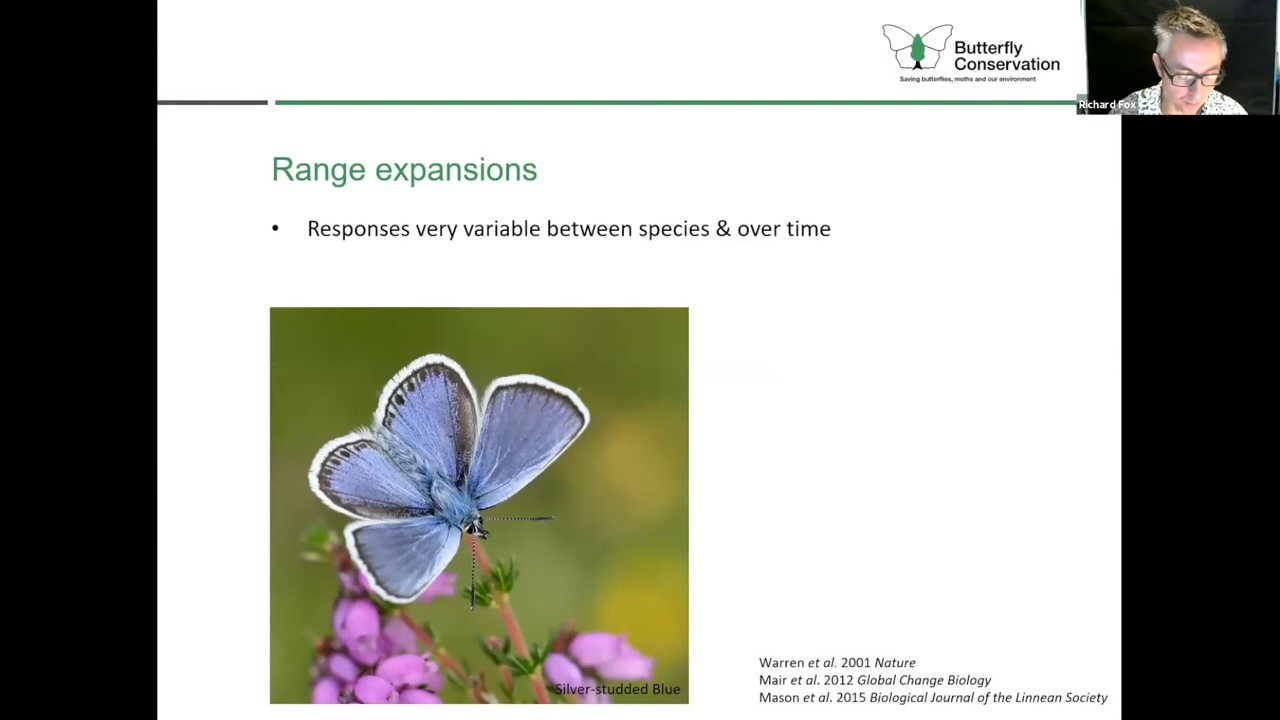 Butterfly
Conservation
Saving butterflies, moths and our environment
Richard Fox
Range expansions
• Responses very variable between species & over time
Silver-studded Blue
Warren et al. 2001 Nature
Mair et al. 2012 Global Change Biology
Mason et al. 2015 Biological Journal of the Linnean Society